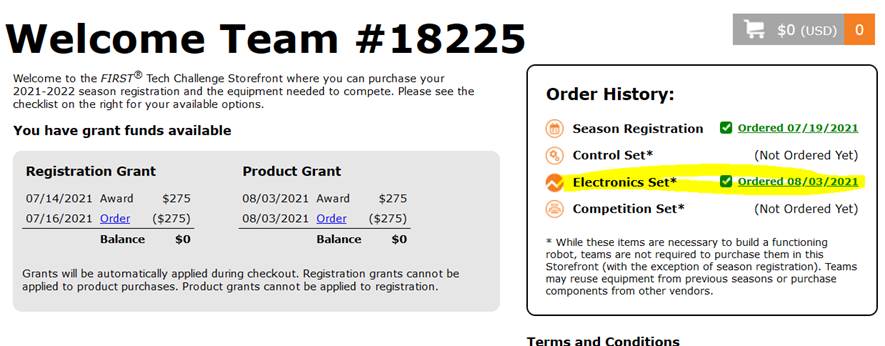 Welcome Team #18225
$0 (USD) 0
Welcome to the FIRST® Tech Challenge Storefront where you can purchase your
2021-2022 season registration and the equipment needed to compete. Please see the
checklist on the right for your available options.
You have grant funds available
Registration Grant
07/14/2021 Award $275
07/16/2021 Order ($275)
Balance $0
Product Grant
08/03/2021 Award $275
08/03/2021 Order ($275)
Balance $0
Grants will be automatically applied during checkout. Registration grants cannot be
applied to product purchases. Product grants cannot be applied to registration.
Order History:
Season Registration Ordered 07/19/2021
Control Set* (Not Ordered Yet)
Electronics Set* Ordered 08/03/2021
Competition Set* (Not Ordered Yet)
* While these items are necessary to build a functioning
robot, teams are not required to purchase them in this
Storefront (with the exception of season registration). Teams
may reuse equipment from previous seasons or purchase
components from other vendors.
Terms and Conditions